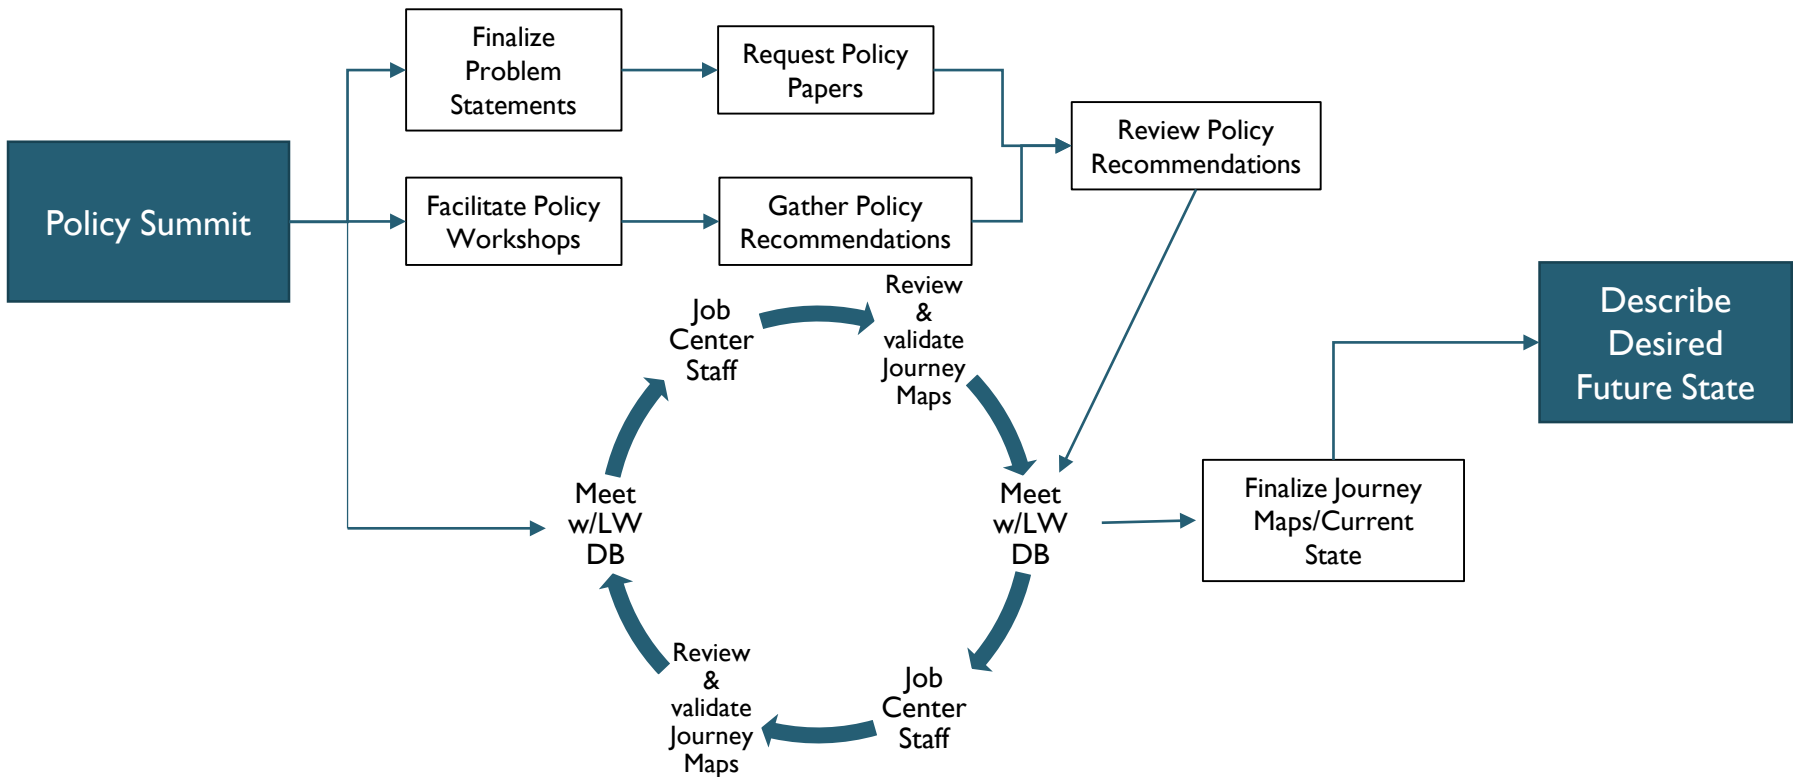 Finalize
Problem
Statements
Request Policy
Papers
Review Policy
Recommendations
Policy Summit
Facilitate Policy
Workshops
Gather Policy
Recommendations
Job
Center
Staff
Review
&
validate
Journey
Maps
Describe
Desired
Future State
Meet
w/LW
DB
Meet
w/LW
DB
Finalize Journey
Maps/Current
State
Review
&
validate
Journey
Maps
Job
Center
Staff